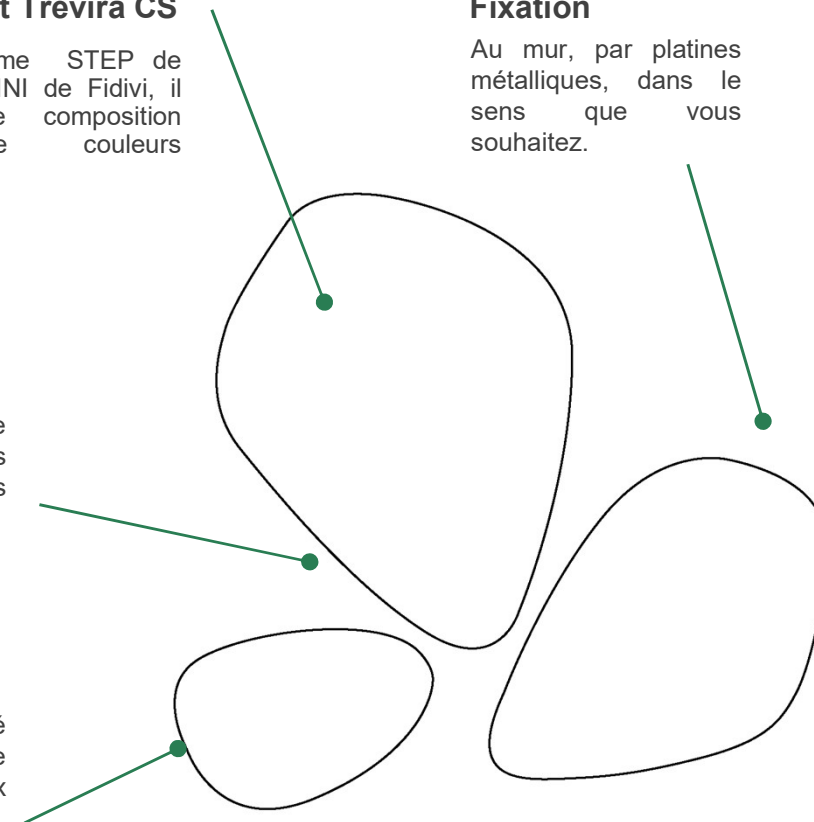 t Trevira CS
me STEP de
INI de Fidivi, il
e composition
e couleurs
Fixation
Au mur, par platines
métalliques, dans le
sens que vous
souhaitez.
e
s
s
é
e
x